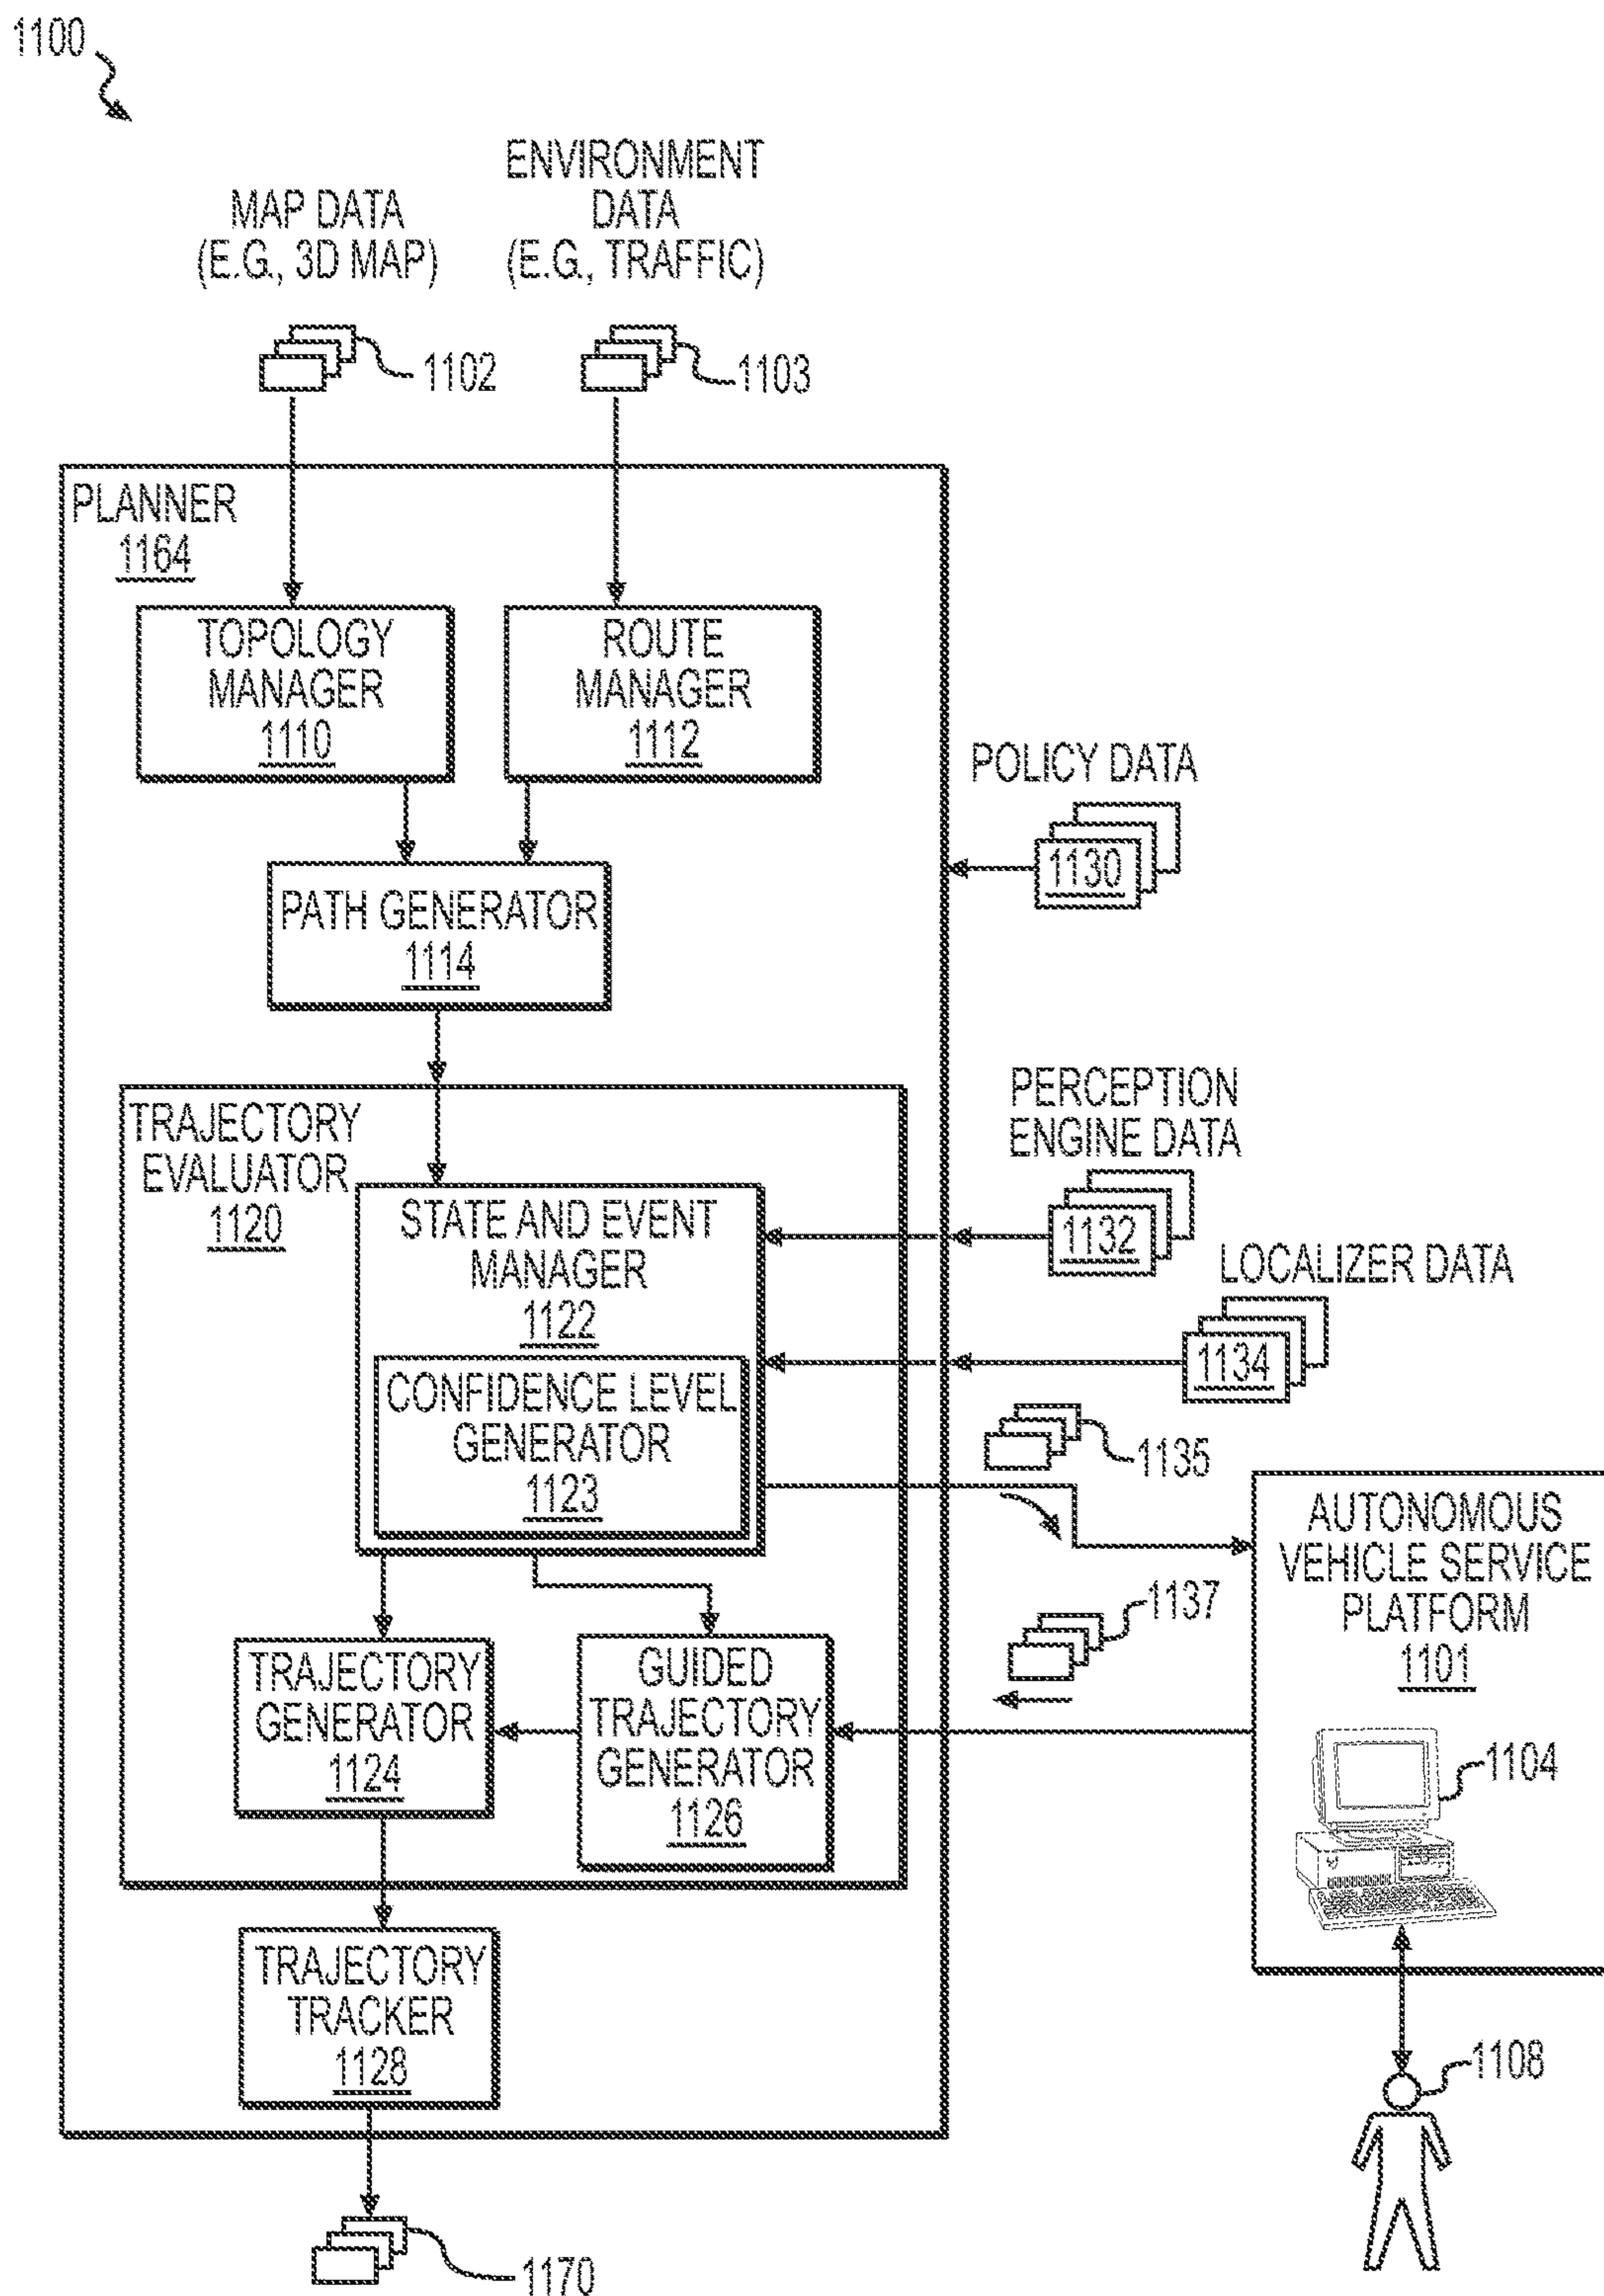 1100
MAP DATA
(E.G., 3D MAP)
ENVIRONMENT
DATA
(E.G., TRAFFIC)
1102
1103
PLANNER
1164
TOPOLOGY
MANAGER
1110
ROUTE
MANAGER
1112
POLICY DATA
1130
PATH GENERATOR
1114
TRAJECTORY
EVALUATOR
1120
PERCEPTION
ENGINE DATA
1132
STATE AND EVENT
MANAGER
1122
LOCALIZER DATA
1134
CONFIDENCE LEVEL
GENERATOR
1123
1135
AUTONOMOUS
VEHICLE SERVICE
PLATFORM
1101
1137
TRAJECTORY
GENERATOR
1124
GUIDED
TRAJECTORY
GENERATOR
1126
1104
TRAJECTORY
TRACKER
1128
1108
1170